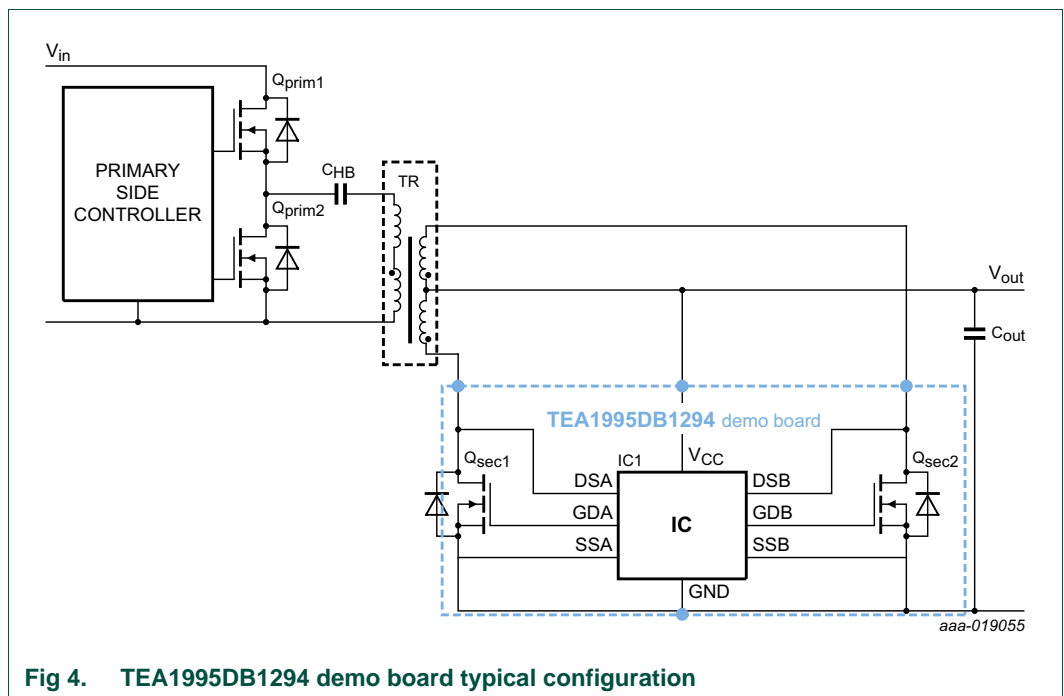 Vin
Qprim1
PRIMARY
SIDE
CONTROLLER
CHB
TR
Qprim2
Vout
Cout
TEA1995DB1294 demo board
Qsec1
IC1
VCC
Qsec2
DSA
DSB
GDA
IC
GDB
SSA
SSB
GND
aaa-019055
Fig 4. TEA1995DB1294 demo board typical configuration